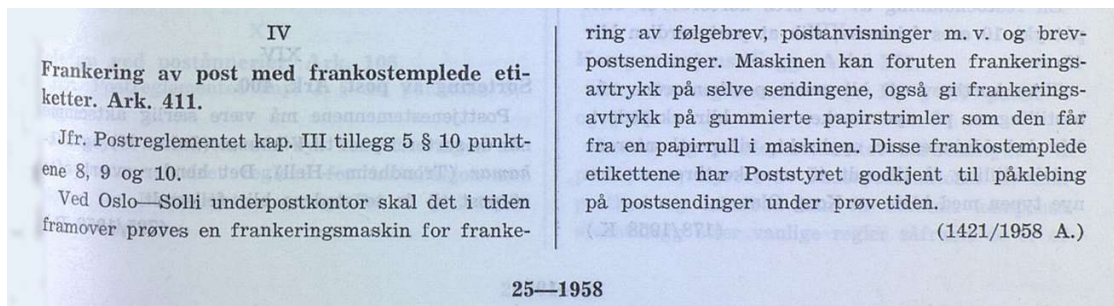 IV
Frankering av post med frankostemplede eti-
ketter. Ark. 411.
Jfr. Postreglementet kap. III tillegg 5 § 10 punkt-
ene 8, 9 og 10.
Ved Oslo—Solli underpostkontor skal det i tiden
framover prøves en frankeringsmaskin for franke-
ring av følgebrev, postanvisninger m. v. og brev-
postsendinger. Maskinen kan foruten frankerings-
avtrykk på selve sendingene, også gi frankerings-
avtrykk på gummierte papirstrimler som den får
fra en papirrull i maskinen. Disse frankostemplede
etikettene har Poststyret godkjent til påklebing
på postsendinger under prøvetiden.
(1421/1958 A.)
25—1958